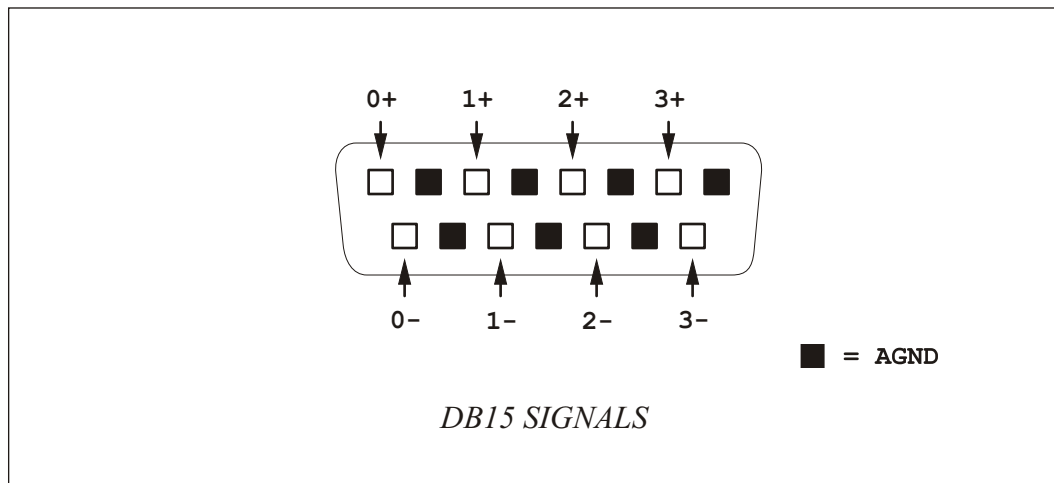 0+ 1+ 2+ 3+
0- 1- 2- 3-
= AGND
DB15 SIGNALS